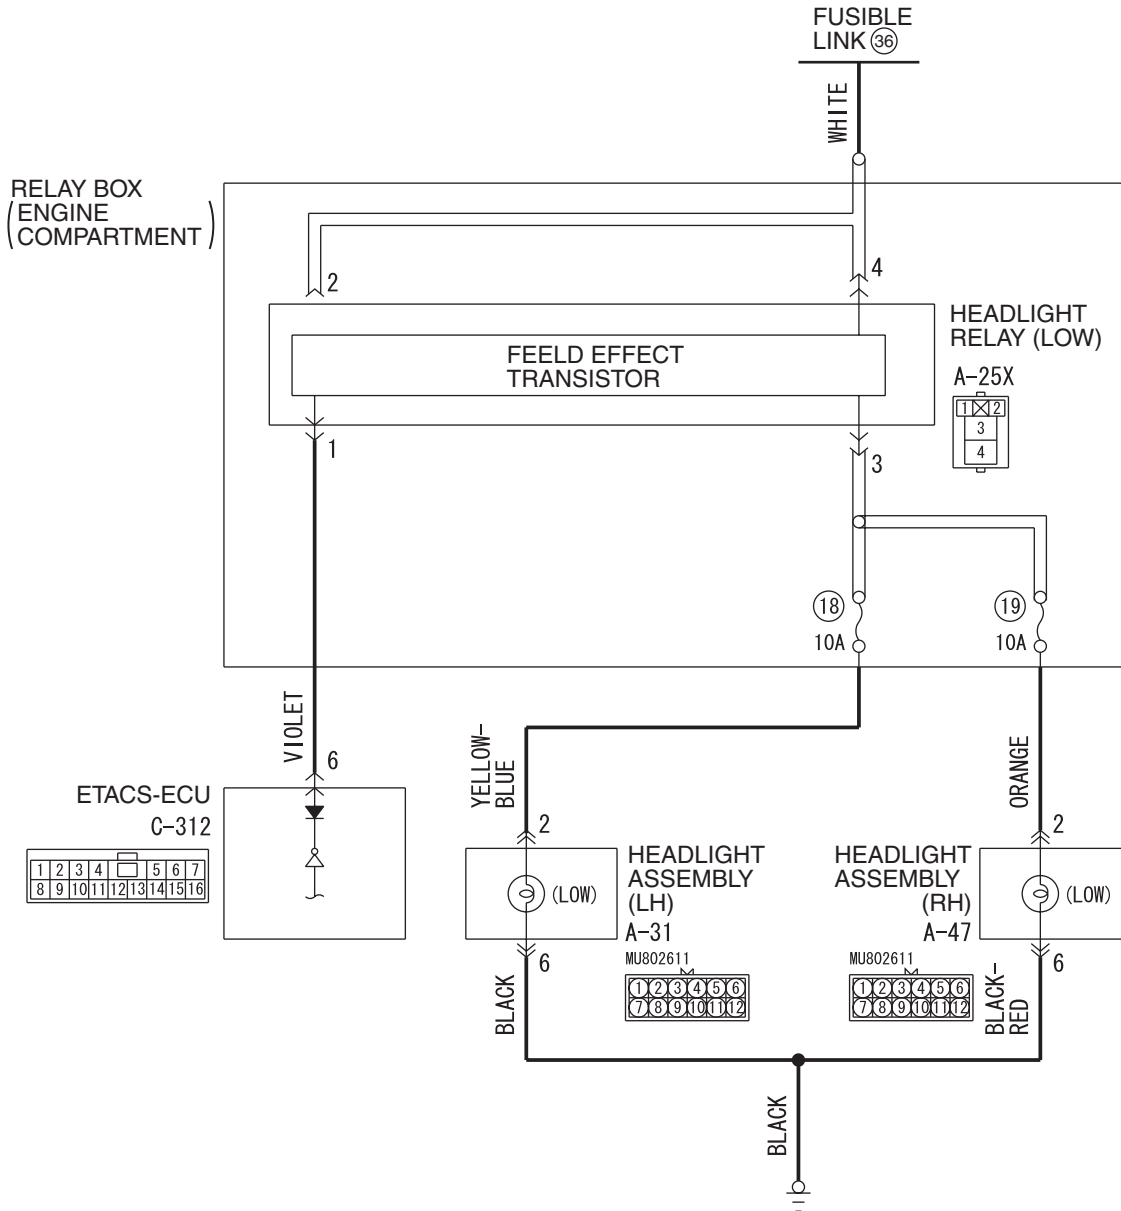 FUSIBLE
LINK 36
WHITE
RELAY BOX
(ENGINE
COMPARTMENT)
2
4
HEADLIGHT
RELAY (LOW)
FEELD EFFECT
TRANSISTOR
A-25X
1 2
3
4
1
3
18
10A
19
10A
VIOLET
YELLOW-
BLUE
ORANGE
6
ETACS-ECU
C-312
1 2 3 4 5 6 7
8 9 10 11 12 13 14 15 16
2
(LOW)
HEADLIGHT
ASSEMBLY
(LH)
A-31
MU802611
1 2 3 4 5 6
7 8 9 10 11 12
6
BLACK
2
(LOW)
HEADLIGHT
ASSEMBLY
(RH)
A-47
MU802611
1 2 3 4 5 6
7 8 9 10 11 12
6
BLACK-
RED
BLACK